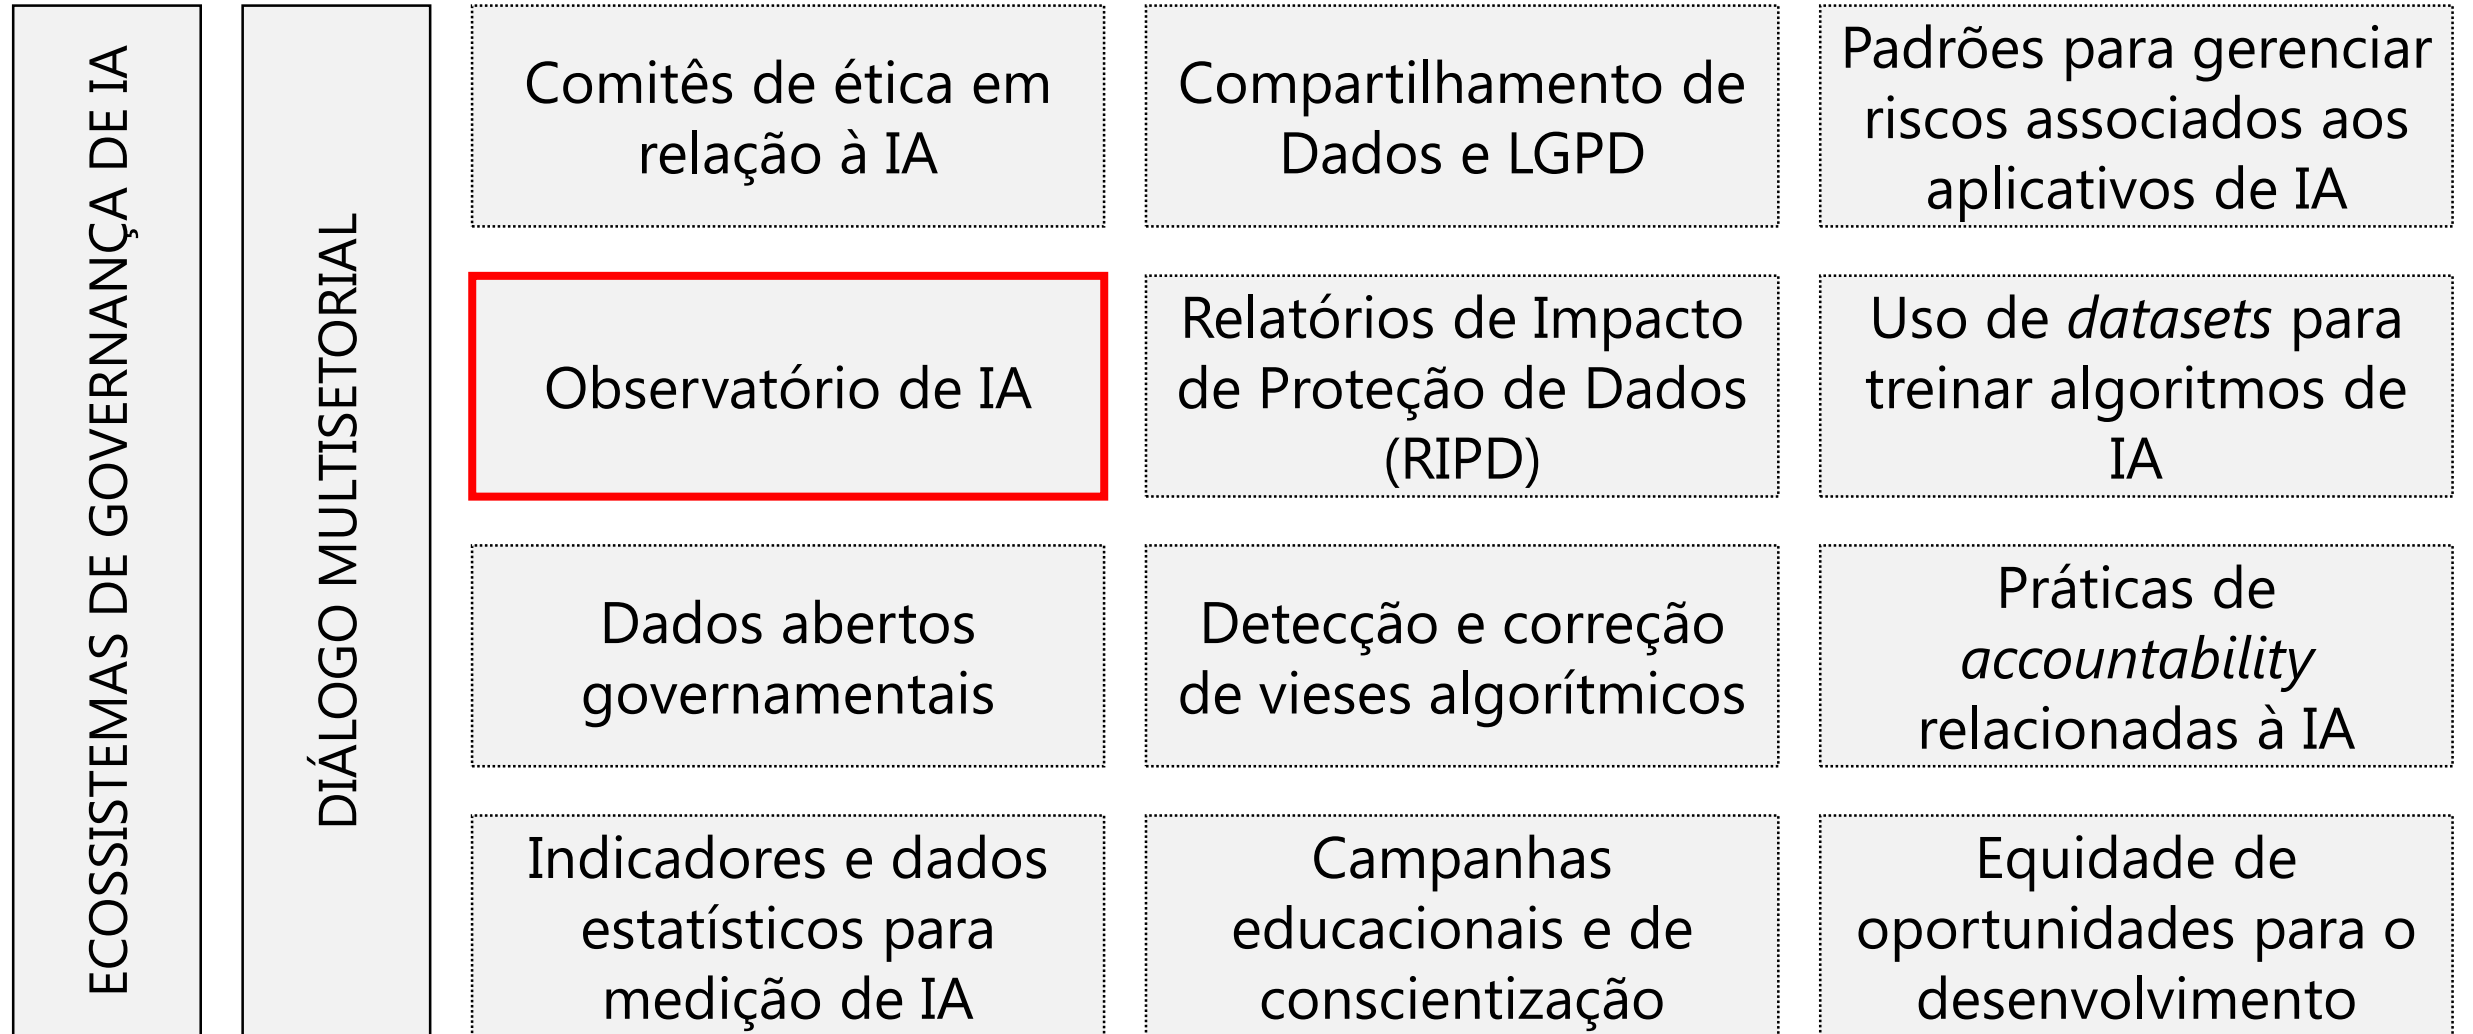 ECOSSISTEMAS DE GOVERNANÇA DE IA
DIÁLOGO MULTISETORIAL
Comitês de ética em
relação à IA
Compartilhamento de
Dados e LGPD
Padrões para gerenciar
riscos associados aos
aplicativos de IA
Observatório de IA
Relatórios de Impacto
de Proteção de Dados
(RIPD)
Uso de datasets para
treinar algoritmos de
IA
Dados abertos
governamentais
Detecção e correção
de vieses algorítmicos
Práticas de
accountability
relacionadas à IA
Indicadores e dados
estatísticos para
medição de IA
Campanhas
educacionais e de
conscientização
Equidade de
oportunidades para o
desenvolvimento